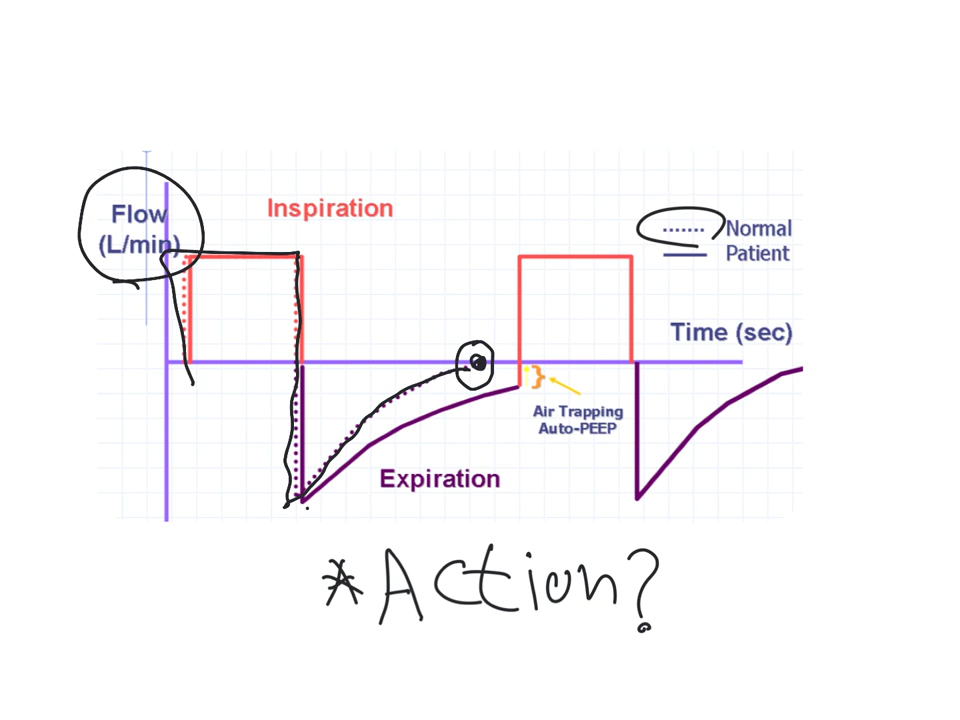 Flow
(L/min)
Inspiration
Normal
Patient
Time (sec)
}
Air Trapping
Auto-PEEP
Expiration
*Action?